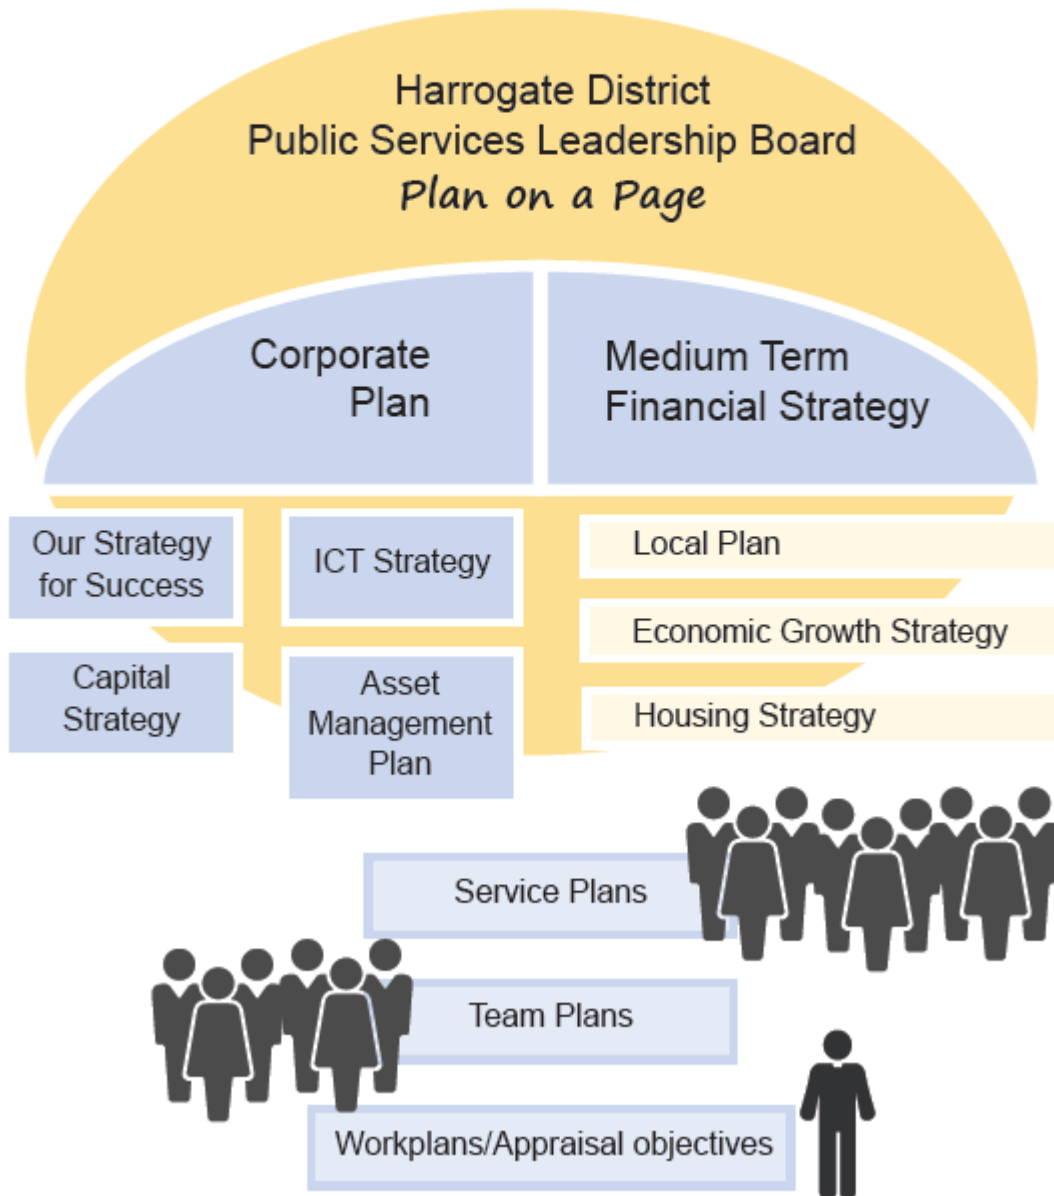 Harrogate District
Public Services Leadership Board
Plan on a Page
Corporate
Plan
Medium Term
Financial Strategy
Our Strategy
for Success
ICT Strategy
Local Plan
Economic Growth Strategy
Capital
Strategy
Asset
Management
Plan
Housing Strategy
Service Plans
Team Plans
Workplans/Appraisal objectives